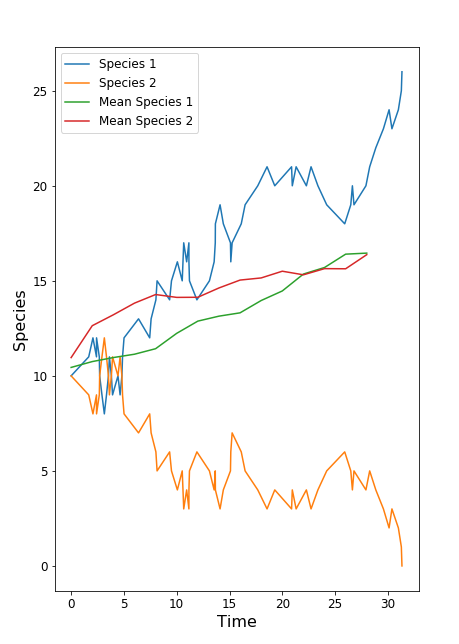 Species 1
Species 2
Mean Species 1
Mean Species 2
25
20
15
10
5
0
Species
0 5 10 15 20 25 30
Time